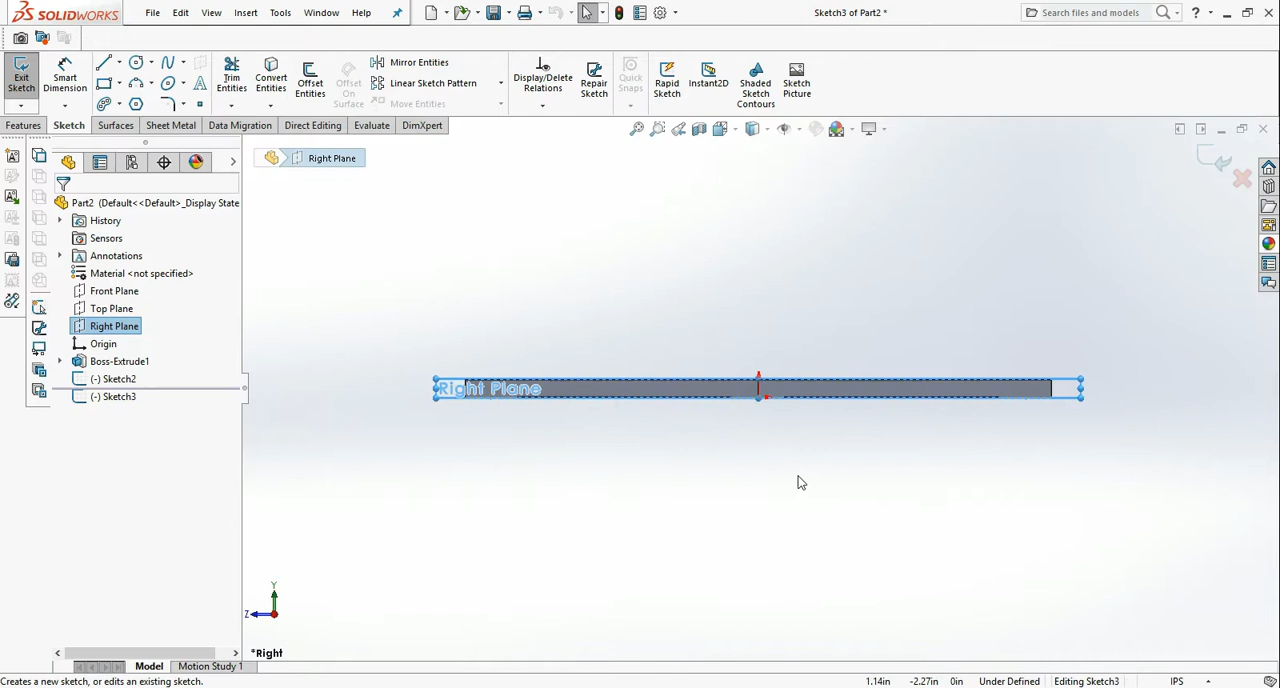 SOLIDWORKS File Edit View Insert Tools Window Help Sketch3 of Part2 * Search files and models
Exit Sketch Smart Dimension Trim Entities Convert Entities Offset Entities Offset On Surface Mirror Entities Linear Sketch Pattern Move Entities Display/Delete Relations Repair Sketch Quick Snaps Rapid Sketch Instant2D Shaded Sketch Contours Sketch Picture
Features Sketch Surfaces Sheet Metal Data Migration Direct Editing Evaluate DimXpert
Right Plane
Part2 (Default<<Default>_Display State
History
Sensors
Annotations
Material <not specified>
Front Plane
Top Plane
Right Plane
Origin
Boss-Extrude1
(-) Sketch2
(-) Sketch3
Right Plane
Y
Z
*Right
Model Motion Study 1
Creates a new sketch, or edits an existing sketch. 1.14in -2.27in 0in Under Defined Editing Sketch3 IPS